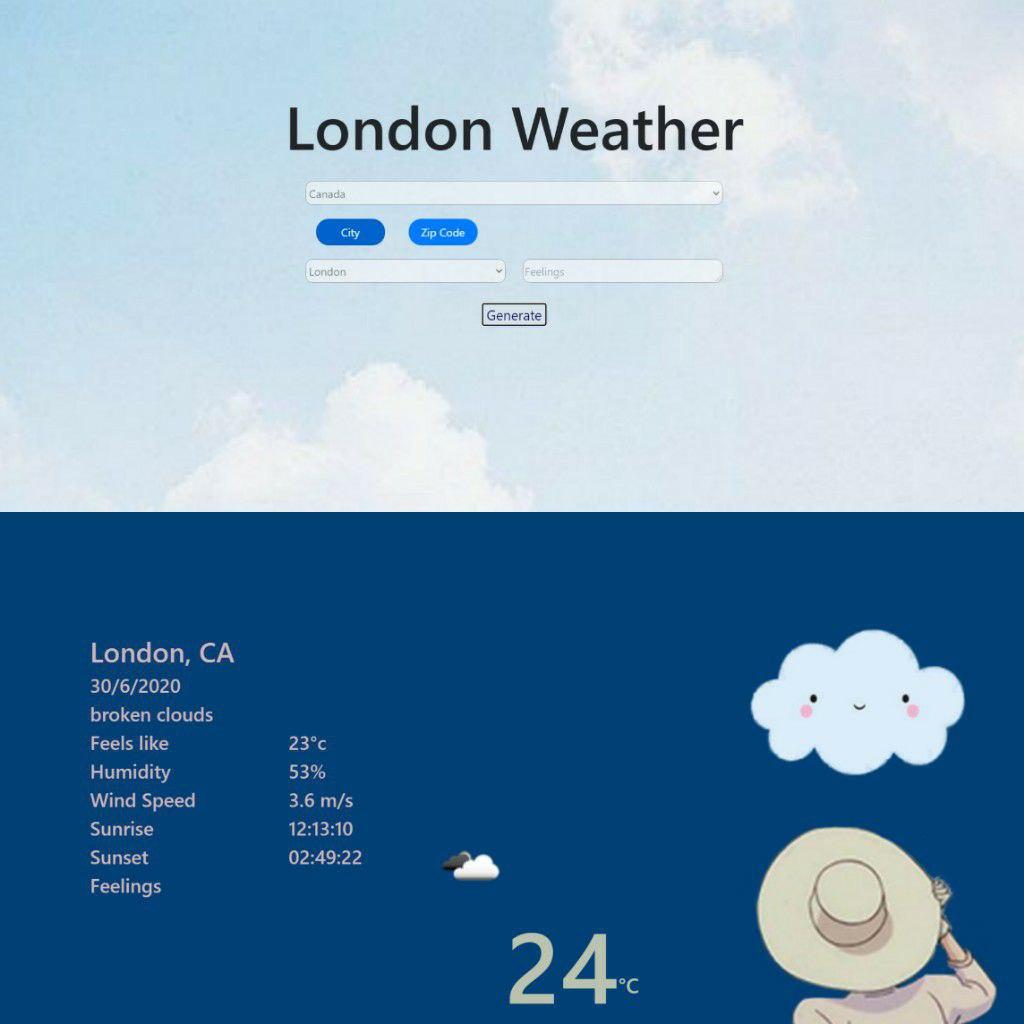 London Weather
Canada
City Zip Code
London Feelings
Generate
London, CA
30/6/2020
broken clouds
Feels like 23°c
Humidity 53%
Wind Speed 3.6 m/s
Sunrise 12:13:10
Sunset 02:49:22
Feelings
24°C